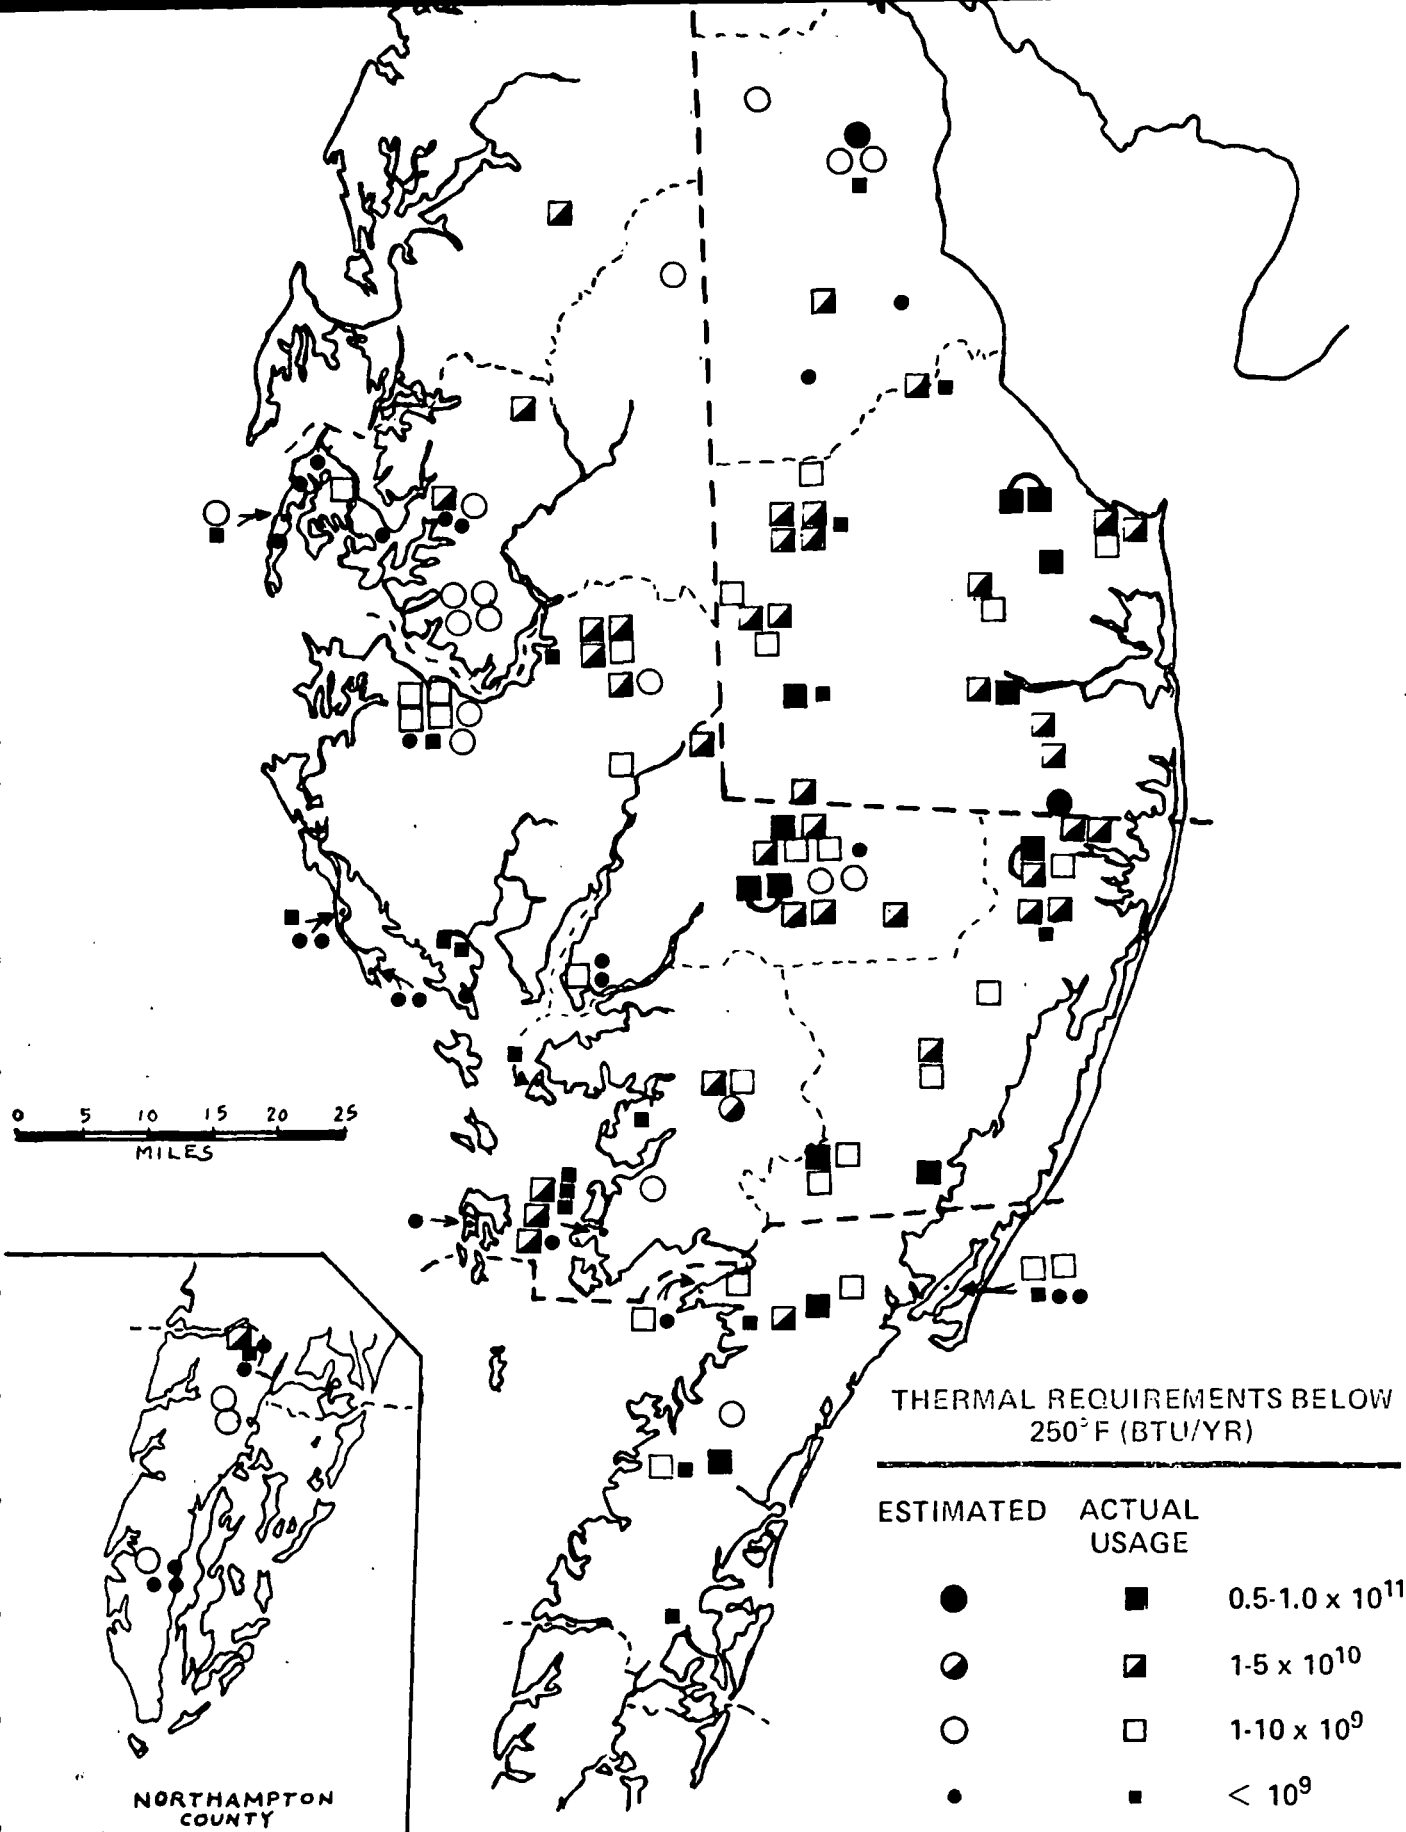 0 5 10 15 20 25
MILES
THERMAL REQUIREMENTS BELOW
250°F (BTU/YR)
ESTIMATED ACTUAL
USAGE
0.5-1.0 x 10¹¹
1-5 x 10¹⁰
1-10 x 10⁹
< 10⁹
NORTHAMPTON
COUNTY